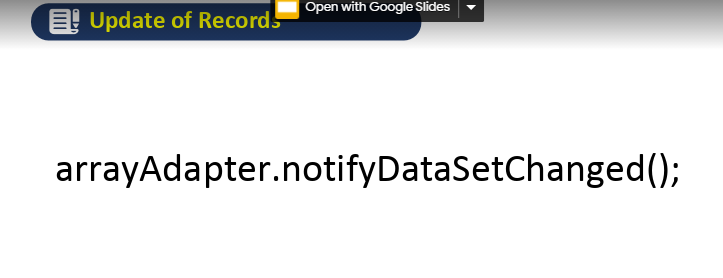 Update of Records
Open with Google Slides
arrayAdapter.notifyDataSetChanged();